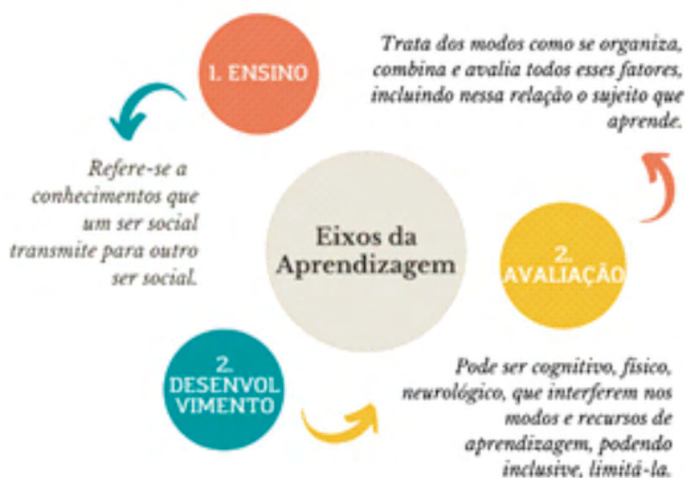 1. ENSINO
Refere-se a
conhecimentos que
um ser social
transmite para outro
ser social.
Trata dos modos como se organiza,
combina e avalia todos esses fatores,
incluindo nessa relação o sujeito que
aprende.
Eixos da
Aprendizagem
2.
AVALIAÇÃO
2.
DESENVOL
VIMENTO
Pode ser cognitivo, físico,
neurológico, que interferem nos
modos e recursos de
aprendizagem, podendo
inclusive, limitá-la.